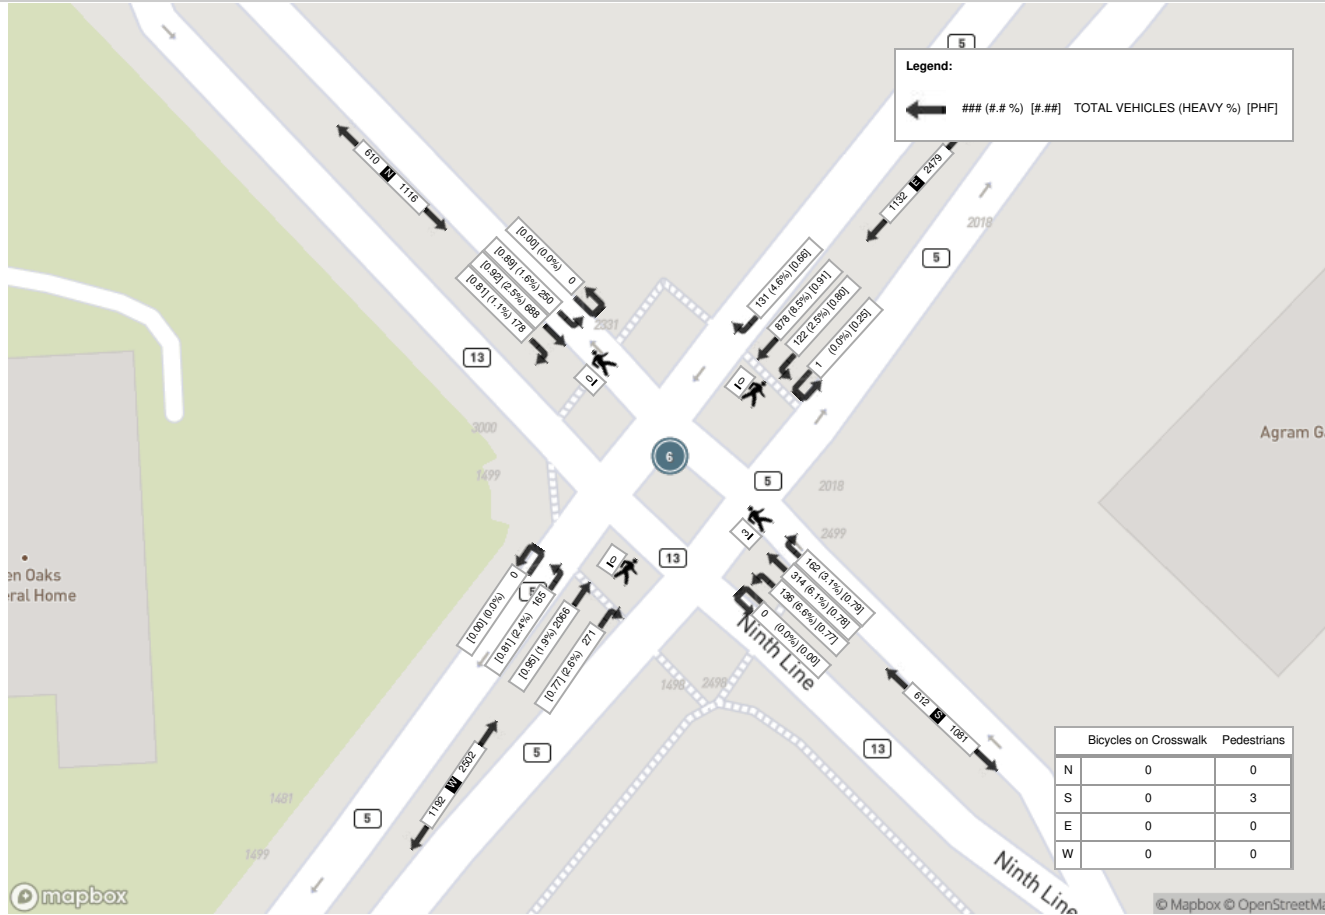 5
Legend:
### (#.# %) [#.##] TOTAL VEHICLES (HEAVY %) [PHF]
610 N 1116
1132 E 2479
2018
5
[0.00] (0.0%) 0
[0.89] (1.6%) 250
[0.92] (2.5%) 688
[0.81] (1.1%) 178
131 (4.6%) [0.66]
878 (8.5%) [0.91]
122 (2.5%) [0.80]
1 (0.0%) [0.25]
2331
13
0
0
3000
1499
6
5
Agram G
2018
2499
3
0
13
en Oaks
eral Home
[0.00] (0.0%) 0
[0.81] (2.4%) 165
[0.95] (1.9%) 2066
[0.77] (2.6%) 271
162 (3.1%) [0.79]
314 (6.1%) [0.78]
136 (6.6%) [0.77]
0 (0.0%) [0.00]
Ninth Line
1498
2498
612 S 1081
1192 W 2502
5
13
1481
5
1499
Bicycles on Crosswalk Pedestrians
N 0 0
S 0 3
E 0 0
W 0 0
Ninth Line
mapbox
© Mapbox © OpenStreetMa